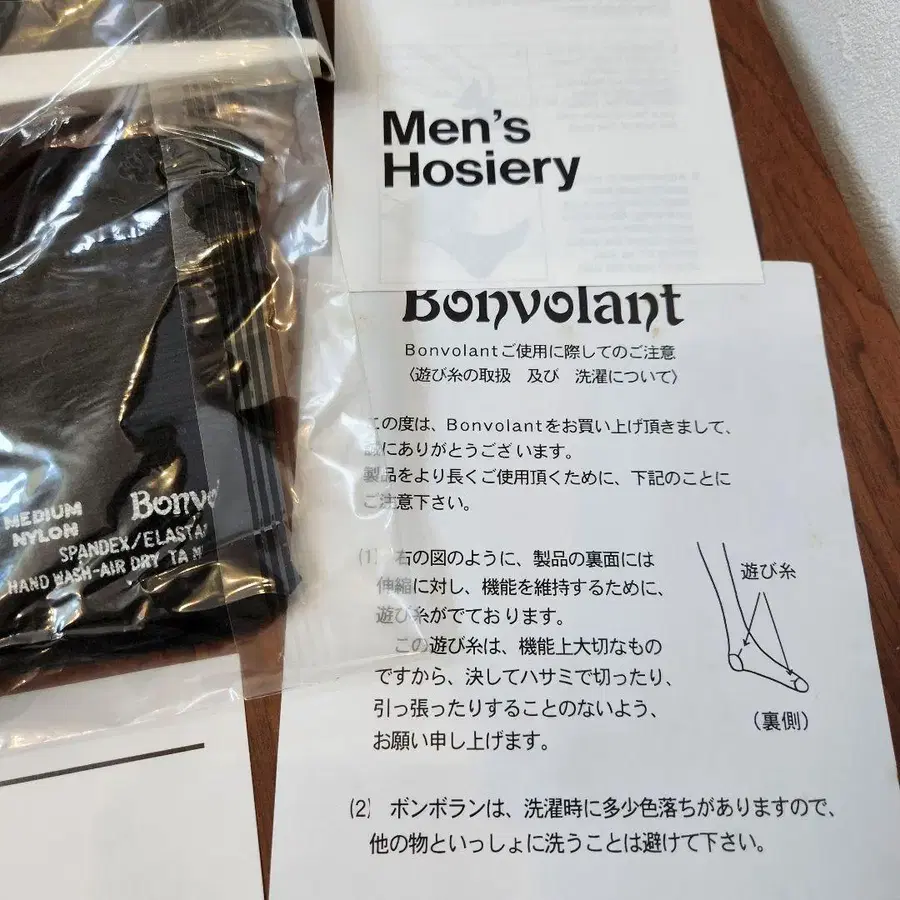 Men's
Hosiery
Bonvolant
Bonvolantご使用に際してのご注意
〈遊び糸の取扱 及び 洗濯について〉
この度は、Bonvolantをお買い上げ頂きまして、
誠にありがとうございます。
製品をより長くご使用頂くために、下記のことに
ご注意下さい。
(1) 右の図のように、製品の裏面には
伸縮に対し、機能を維持するために、
遊び糸がでております。
この遊び糸は、機能上大切なもの
ですから、決してハサミで切ったり、
引っ張ったりすることのないよう、
お願い申し上げます。
遊び糸
(裏側)
(2) ボンボランは、洗濯時に多少色落ちがありますので、
他の物といっしょに洗うことは避けて下さい。
MEDIUM
NYLON
Bonvo
SPANDEX/ELASTA
HAND WASH-AIR DRY